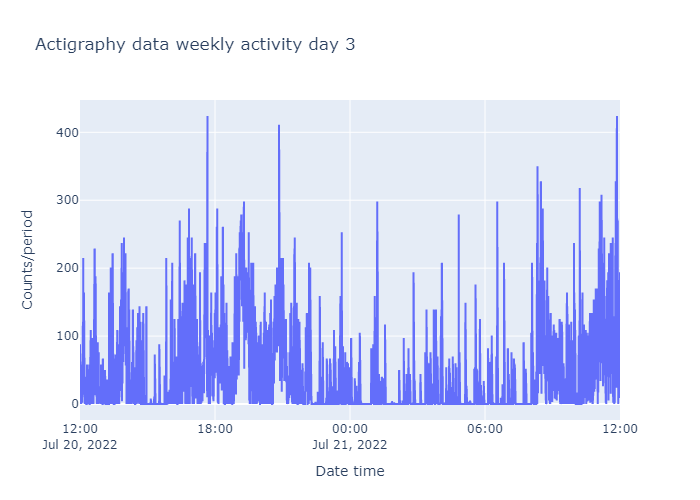 Actigraphy data weekly activity day 3
Counts/period
400
300
200
100
0
12:00
Jul 20, 2022
18:00
00:00
Jul 21, 2022
06:00
12:00
Date time